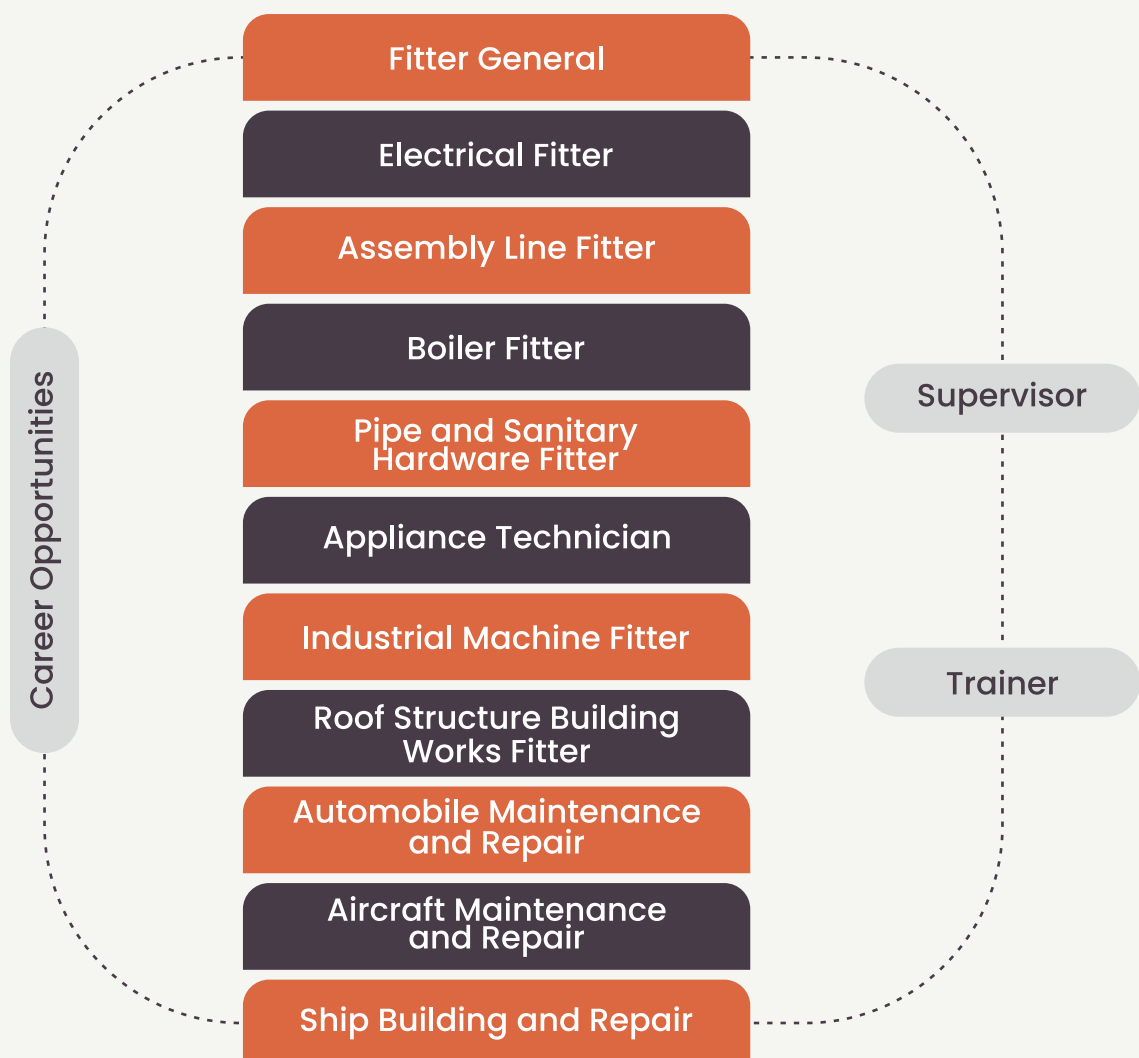 Fitter General
Electrical Fitter
Assembly Line Fitter
Boiler Fitter
Pipe and Sanitary
Hardware Fitter
Appliance Technician
Industrial Machine Fitter
Roof Structure Building
Works Fitter
Automobile Maintenance
and Repair
Aircraft Maintenance
and Repair
Ship Building and Repair
Career Opportunities
Supervisor
Trainer